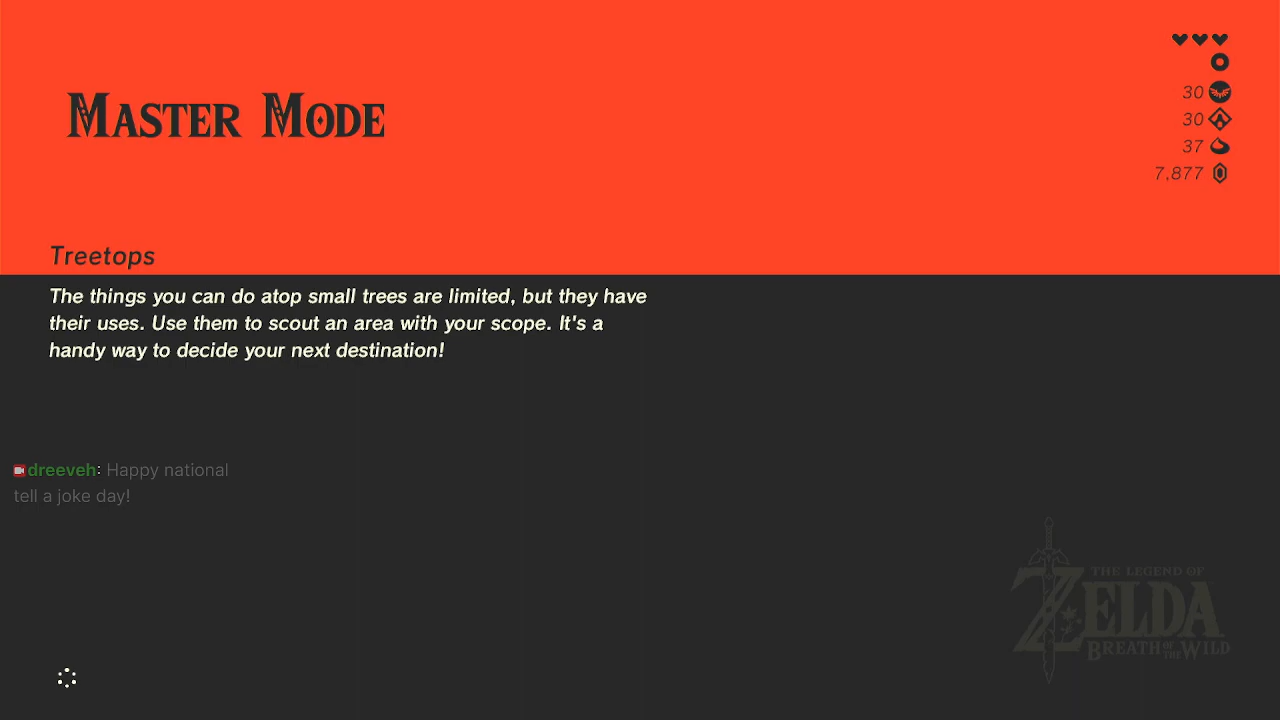 MASTER MODE
30
30
37
7,877
Treetops
The things you can do atop small trees are limited, but they have
their uses. Use them to scout an area with your scope. It's a
handy way to decide your next destination!
dreeveh: Happy national
tell a joke day!
THE LEGEND OF
ZELDA
BREATH OF THE WILD